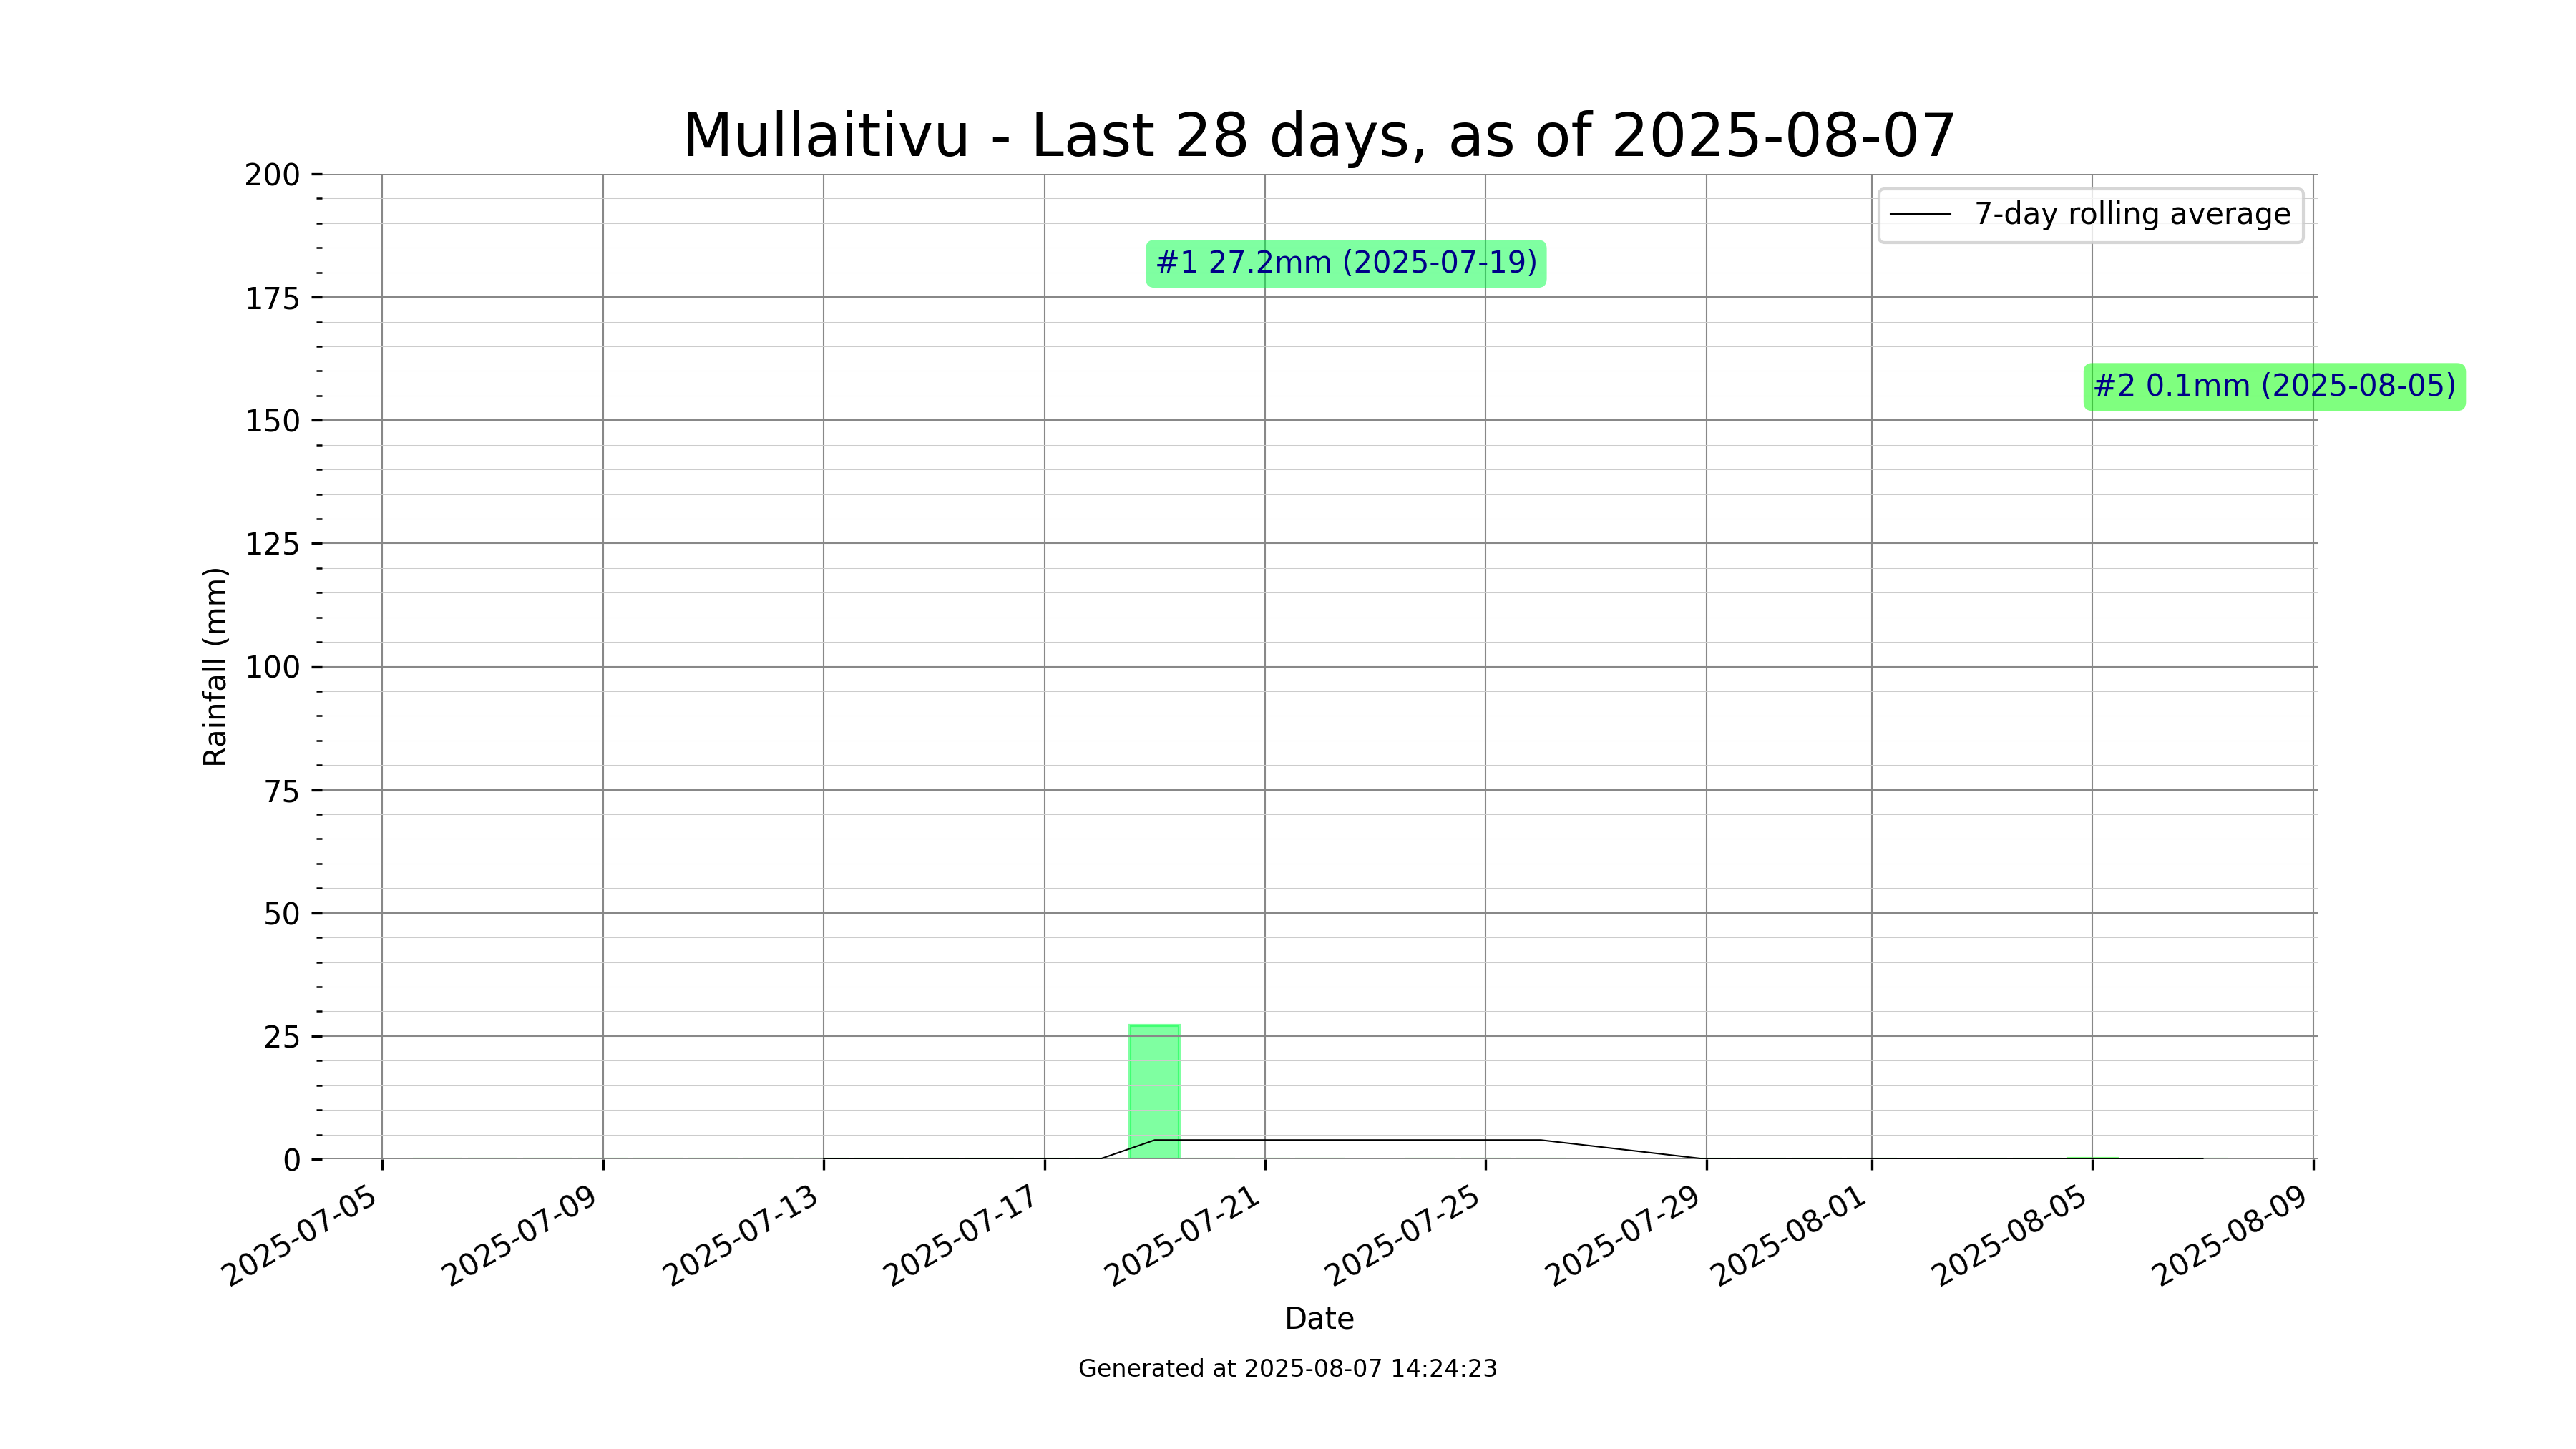 Mullaitivu - Last 28 days, as of 2025-08-07
7-day rolling average
#1 27.2mm (2025-07-19)
#2 0.1mm (2025-08-05)
Rainfall (mm)
200
175
150
125
100
75
50
25
0
2025-07-05
2025-07-09
2025-07-13
2025-07-17
2025-07-21
2025-07-25
2025-07-29
2025-08-01
2025-08-05
2025-08-09
Date
Generated at 2025-08-07 14:24:23